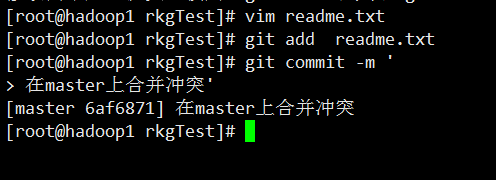 [root@hadoop1 rkgTest]# vim readme.txt
[root@hadoop1 rkgTest]# git add  readme.txt
[root@hadoop1 rkgTest]# git commit -m '
> 在master上合并冲突'
[master 6af6871] 在master上合并冲突
[root@hadoop1 rkgTest]#